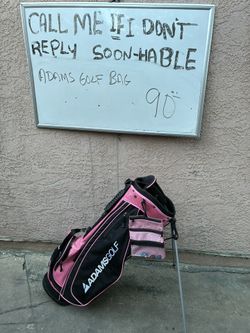 CALL ME IF I DON'T
REPLY SOON-HABLE
ADAMS GOLF BAG
90¨
ADAMSGOLF